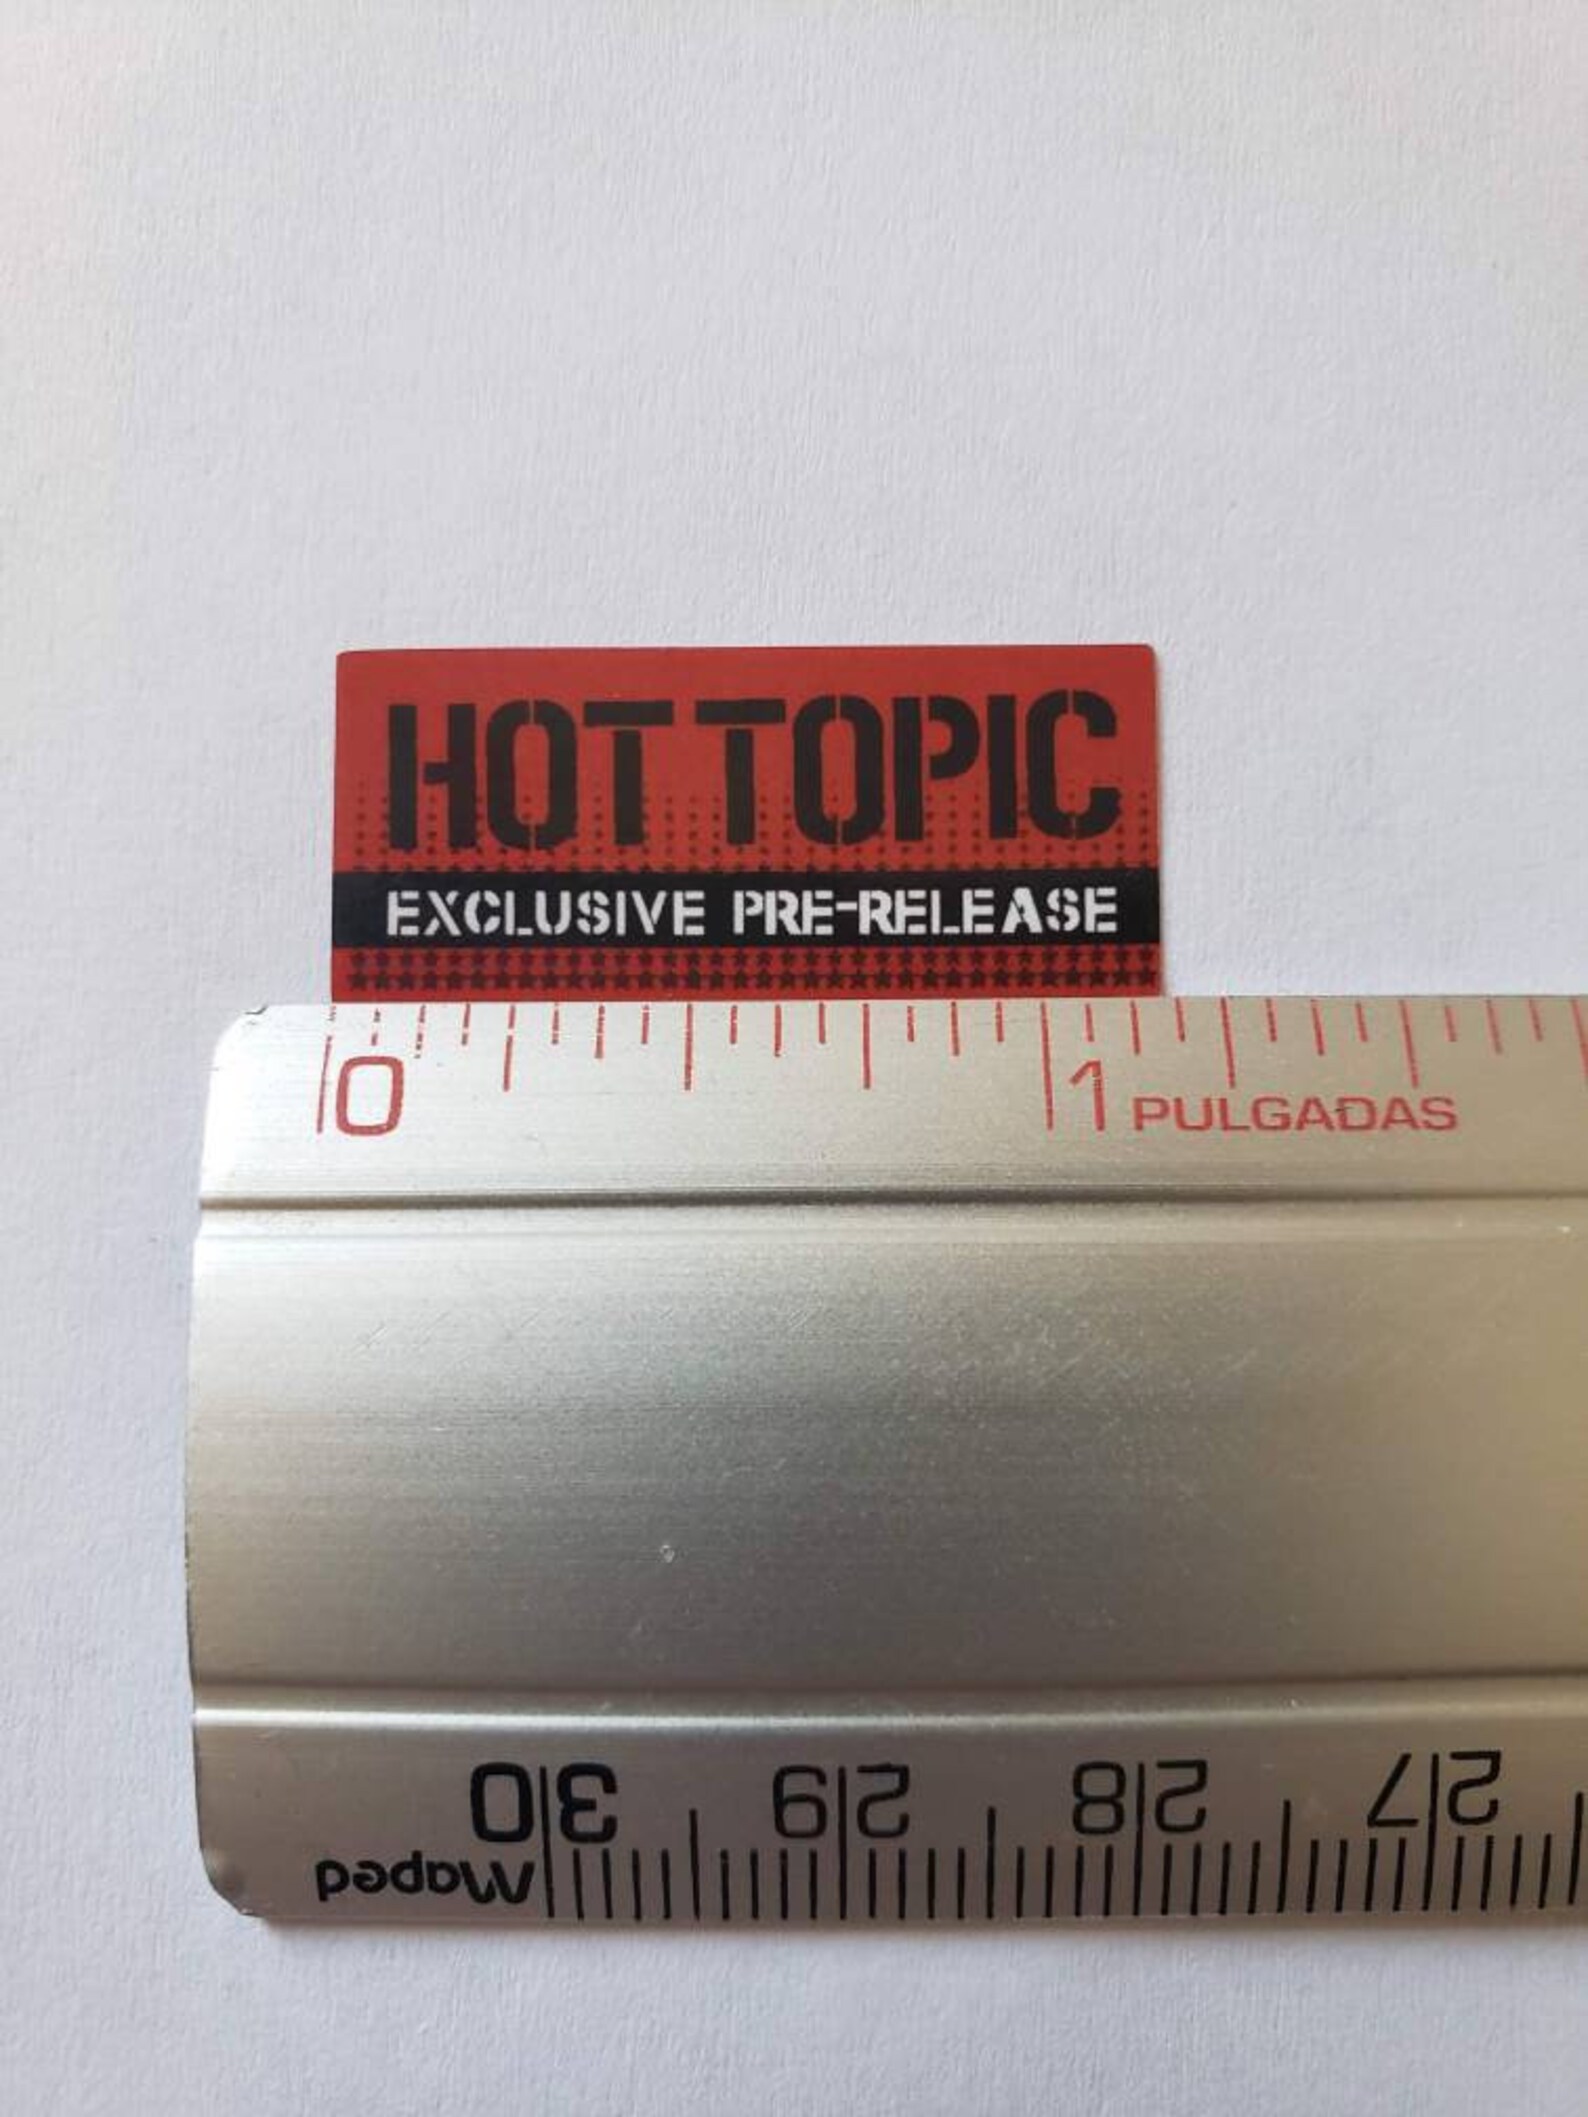 HOT TOPIC
EXCLUSIVE PRE-RELEASE
0 1 PULGADAS
30 29 28 27
Maped